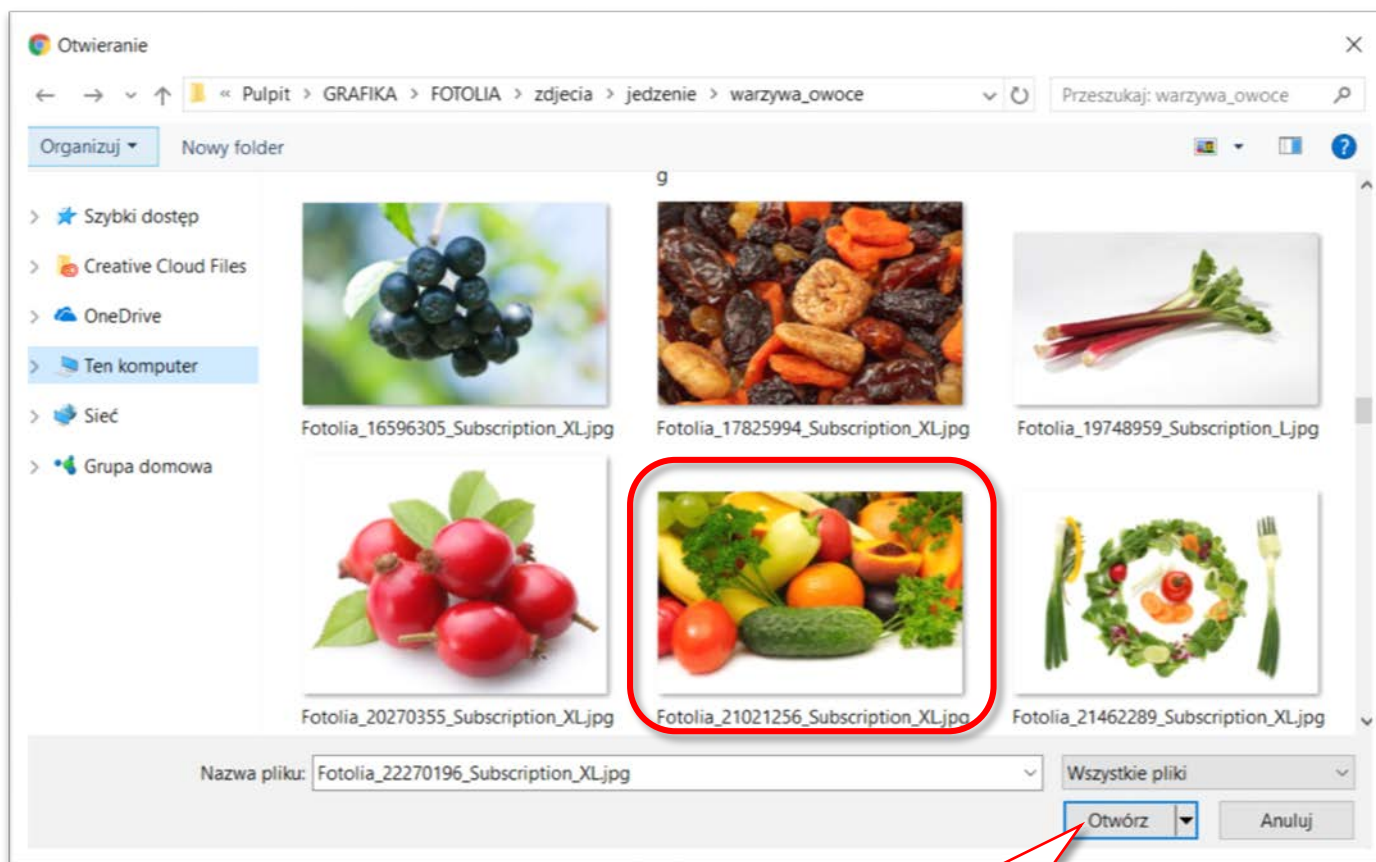 Otwieranie
« Pulpit > GRAFIKA > FOTOLIA > zdjecia > jedzenie > warzywa_owoce
Przeszukaj: warzywa_owoce
Organizuj
Nowy folder
g
Szybki dostęp
Creative Cloud Files
OneDrive
Ten komputer
Sieć
Grupa domowa
Fotolia_16596305_Subscription_XL.jpg
Fotolia_17825994_Subscription_XL.jpg
Fotolia_19748959_Subscription_L.jpg
Fotolia_20270355_Subscription_XL.jpg
Fotolia_21021256_Subscription_XL.jpg
Fotolia_21462289_Subscription_XL.jpg
Nazwa pliku: Fotolia_22270196_Subscription_XL.jpg
Wszystkie pliki
Otwórz
Anuluj